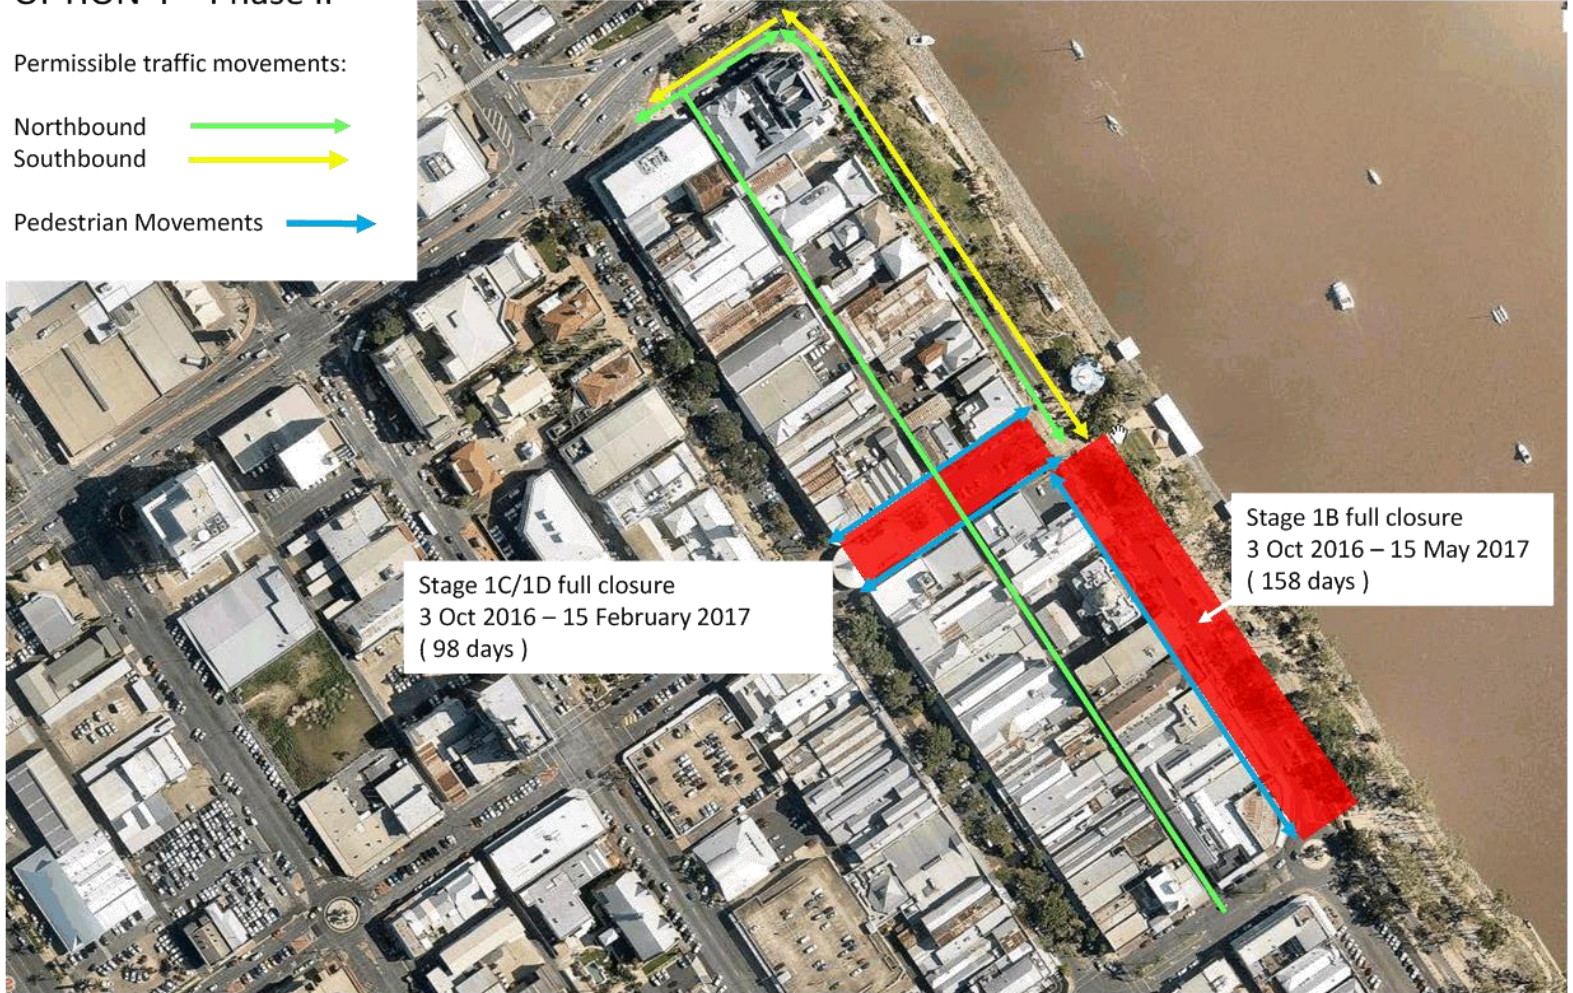 Permissible traffic movements:
Northbound
Southbound
Pedestrian Movements
Stage 1C/1D full closure
3 Oct 2016 – 15 February 2017
( 98 days )
Stage 1B full closure
3 Oct 2016 – 15 May 2017
( 158 days )